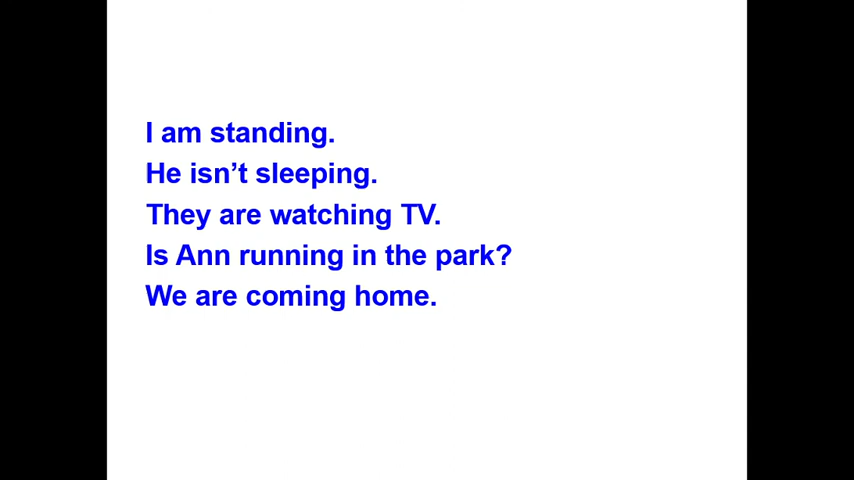 I am standing.
He isn’t sleeping.
They are watching TV.
Is Ann running in the park?
We are coming home.